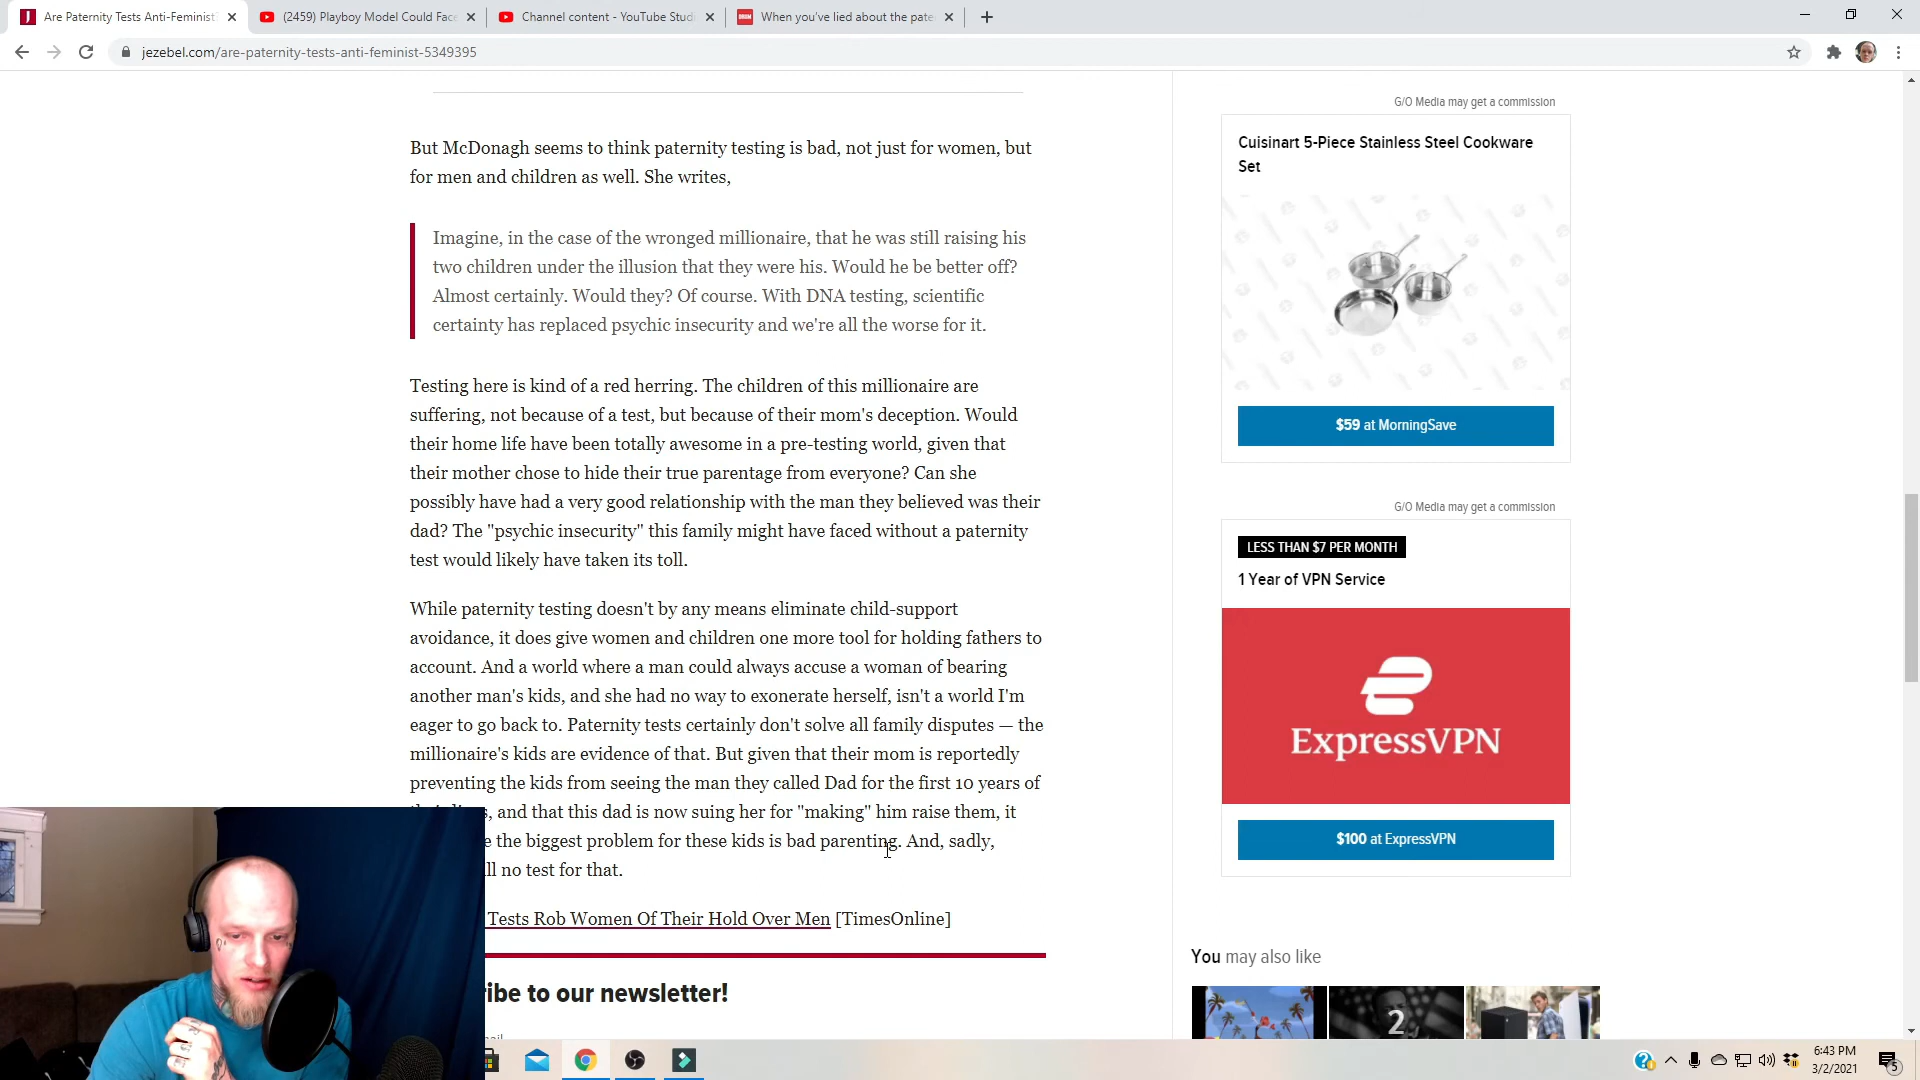 Are Paternity Tests Anti-Feminist
(2459) Playboy Model Could Face
Channel content - YouTube Studi
When you've lied about the pate
jezebel.com/are-paternity-tests-anti-feminist-5349395
But McDonagh seems to think paternity testing is bad, not just for women, but
for men and children as well. She writes,
Imagine, in the case of the wronged millionaire, that he was still raising his
two children under the illusion that they were his. Would he be better off?
Almost certainly. Would they? Of course. With DNA testing, scientific
certainty has replaced psychic insecurity and we're all the worse for it.
Testing here is kind of a red herring. The children of this millionaire are
suffering, not because of a test, but because of their mom's deception. Would
their home life have been totally awesome in a pre-testing world, given that
their mother chose to hide their true parentage from everyone? Can she
possibly have had a very good relationship with the man they believed was their
dad? The "psychic insecurity" this family might have faced without a paternity
test would likely have taken its toll.
While paternity testing doesn't by any means eliminate child-support
avoidance, it does give women and children one more tool for holding fathers to
account. And a world where a man could always accuse a woman of bearing
another man's kids, and she had no way to exonerate herself, isn't a world I'm
eager to go back to. Paternity tests certainly don't solve all family disputes — the
millionaire's kids are evidence of that. But given that their mom is reportedly
preventing the kids from seeing the man they called Dad for the first 10 years of
, and that this dad is now suing her for "making" him raise them, it
the biggest problem for these kids is bad parenting. And, sadly,
no test for that.
Tests Rob Women Of Their Hold Over Men [TimesOnline]
to our newsletter!
G/O Media may get a commission
Cuisinart 5-Piece Stainless Steel Cookware
Set
$59 at MorningSave
G/O Media may get a commission
LESS THAN $7 PER MONTH
1 Year of VPN Service
ExpressVPN
$100 at ExpressVPN
You may also like
2
6:43 PM
3/2/2021
5